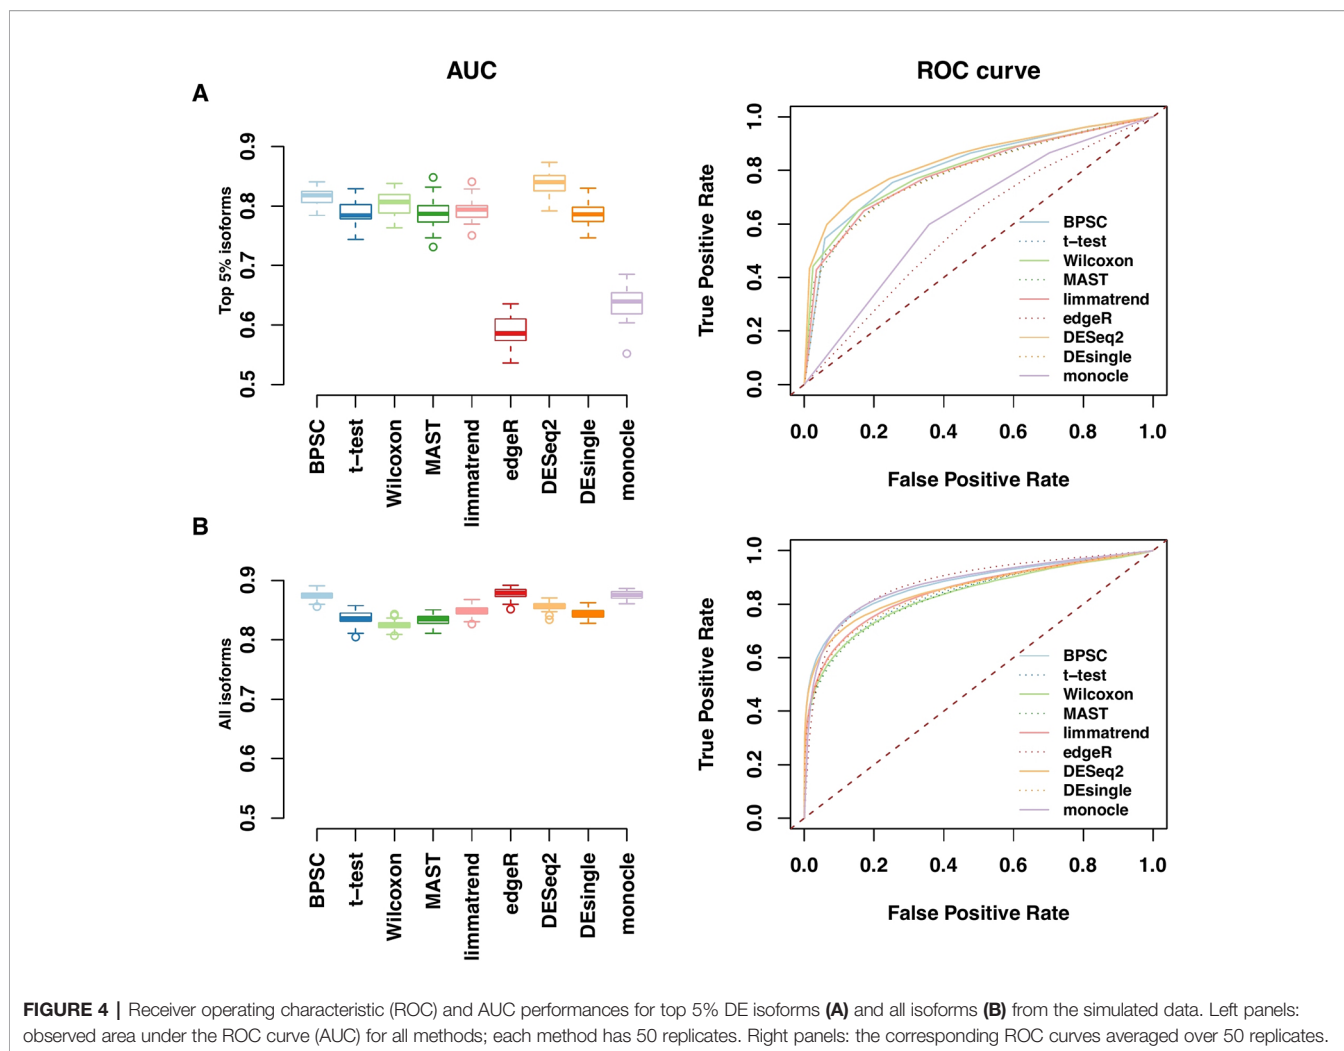 AUC
ROC curve
A
Top 5% isoforms
0.9
0.8
0.7
0.6
0.5
BPSC
t-test
Wilcoxon
MAST
limmatrend
edgeR
DESeq2
DEsingle
monocle
True Positive Rate
1.0
0.8
0.6
0.4
0.2
0.0
BPSC
t-test
Wilcoxon
MAST
limmatrend
edgeR
DESeq2
DEsingle
monocle
0.0 0.2 0.4 0.6 0.8 1.0
False Positive Rate
B
All isoforms
0.9
0.8
0.7
0.6
0.5
BPSC
t-test
Wilcoxon
MAST
limmatrend
edgeR
DESeq2
DEsingle
monocle
True Positive Rate
1.0
0.8
0.6
0.4
0.2
0.0
BPSC
t-test
Wilcoxon
MAST
limmatrend
edgeR
DESeq2
DEsingle
monocle
0.0 0.2 0.4 0.6 0.8 1.0
False Positive Rate
FIGURE 4 | Receiver operating characteristic (ROC) and AUC performances for top 5% DE isoforms (A) and all isoforms (B) from the simulated data. Left panels:
observed area under the ROC curve (AUC) for all methods; each method has 50 replicates. Right panels: the corresponding ROC curves averaged over 50 replicates.